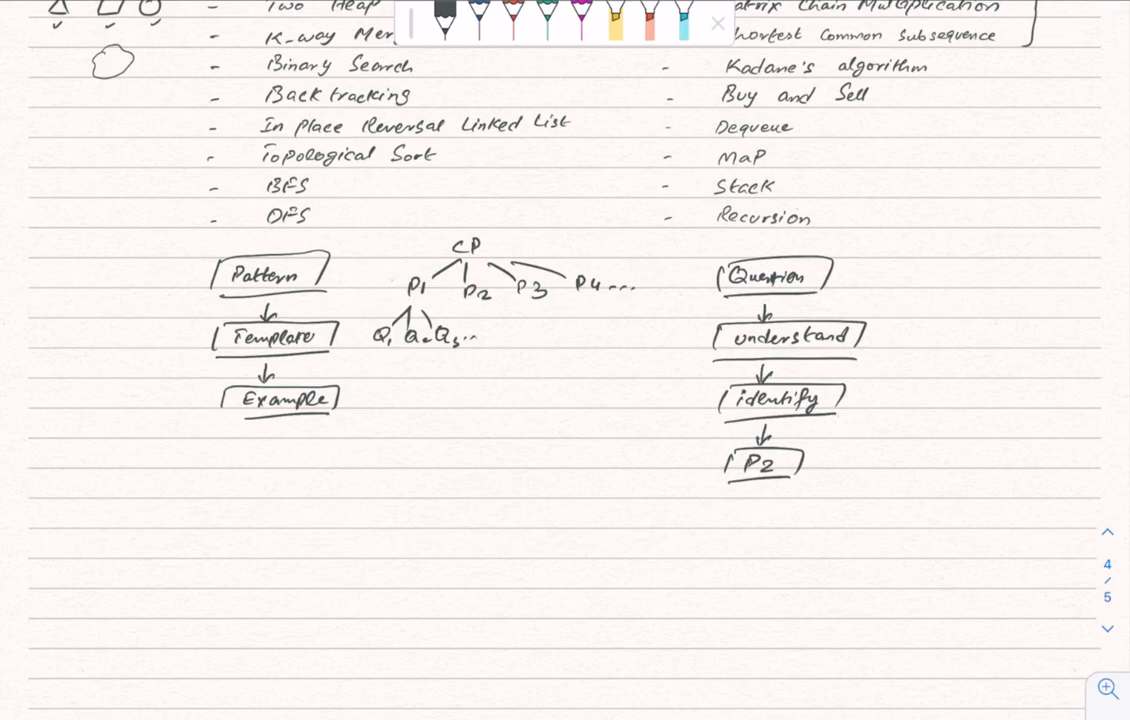 - Two Heap
- K-way Mer
- Binary Search
- Backtracking
- In place Reversal Linked List
- Topological Sort
- BFS
- DFS
atrix Chain Multiplication
hortest Common Subsequence
- Kadane's algorithm
- Buy and Sell
- Dequeue
- Map
- Stack
- Recursion
Pattern
Template
Example
CP
P1 P2 P3 P4...
Q1 Q2 Q3...
Question
understand
identify
P2
4
/
5